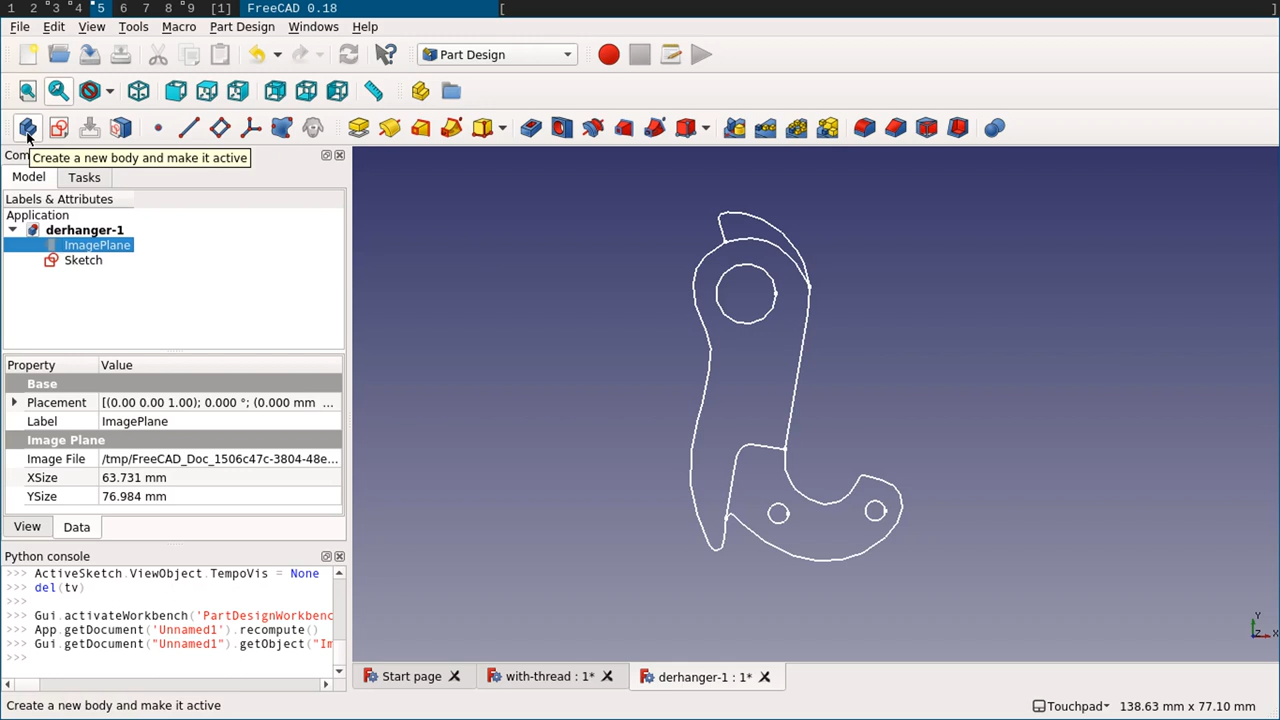 1 2 °3 °4 5 6 7 °8 °9 [1] FreeCAD 0.18 [ ]
File Edit View Tools Macro Part Design Windows Help
Part Design
Create a new body and make it active
Com
Model Tasks
Labels & Attributes
Application
derhanger-1
ImagePlane
Sketch
Property Value
Base
Placement [(0.00 0.00 1.00); 0.000 °; (0.000 mm ...
Label ImagePlane
Image Plane
Image File /tmp/FreeCAD_Doc_1506c47c-3804-48e...
XSize 63.731 mm
YSize 76.984 mm
View Data
Python console
>>> ActiveSketch.ViewObject.TempoVis = None
>>> del(tv)
>>>
>>> Gui.activateWorkbench('PartDesignWorkbenc
>>> App.getDocument('Unnamed1').recompute()
>>> Gui.getDocument("Unnamed1").getObject("Im
>>>
Y
Z X
Start page with-thread : 1* derhanger-1 : 1*
Create a new body and make it active Touchpad 138.63 mm x 77.10 mm